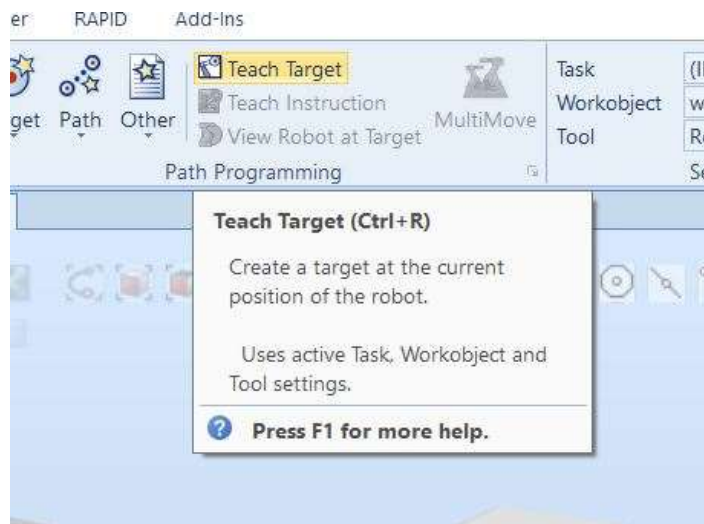 RAPID Add-Ins
Teach Target
Teach Instruction
View Robot at Target
Path Other
MultiMove
Task
Workobject
Tool
Path Programming
Teach Target (Ctrl+R)
Create a target at the current
position of the robot.
Uses active Task, Workobject and
Tool settings.
Press F1 for more help.